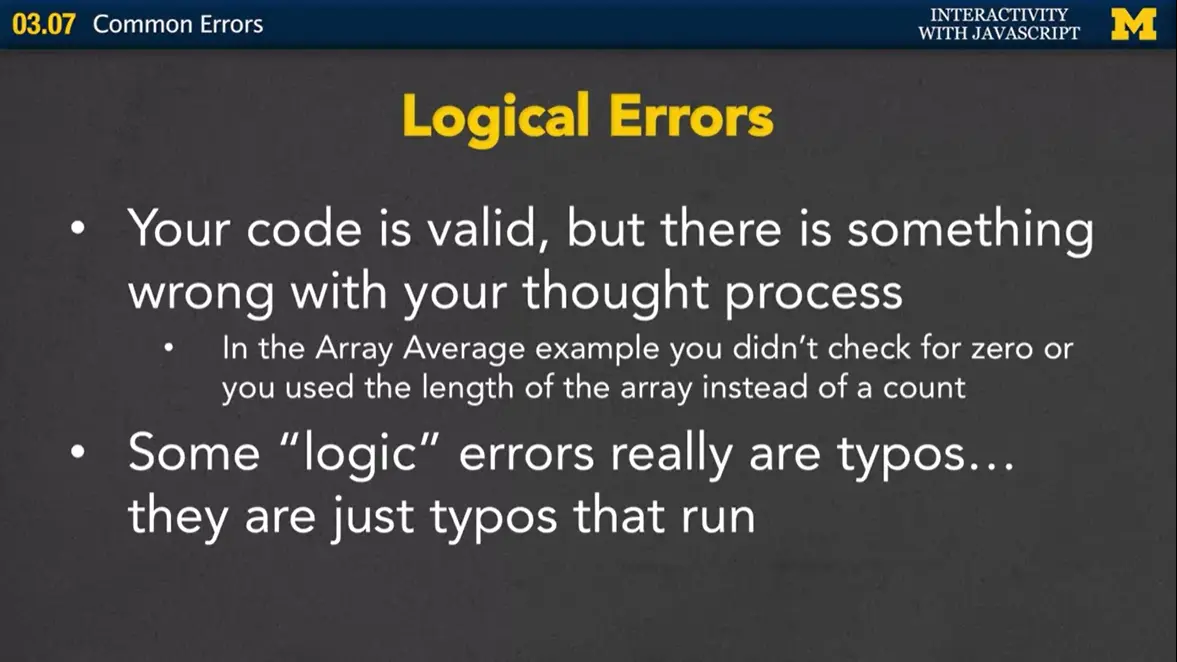 03.07 Common Errors
INTERACTIVITY
WITH JAVASCRIPT
M
Logical Errors
• Your code is valid, but there is something
wrong with your thought process
• In the Array Average example you didn’t check for zero or
you used the length of the array instead of a count
• Some “logic” errors really are typos…
they are just typos that run